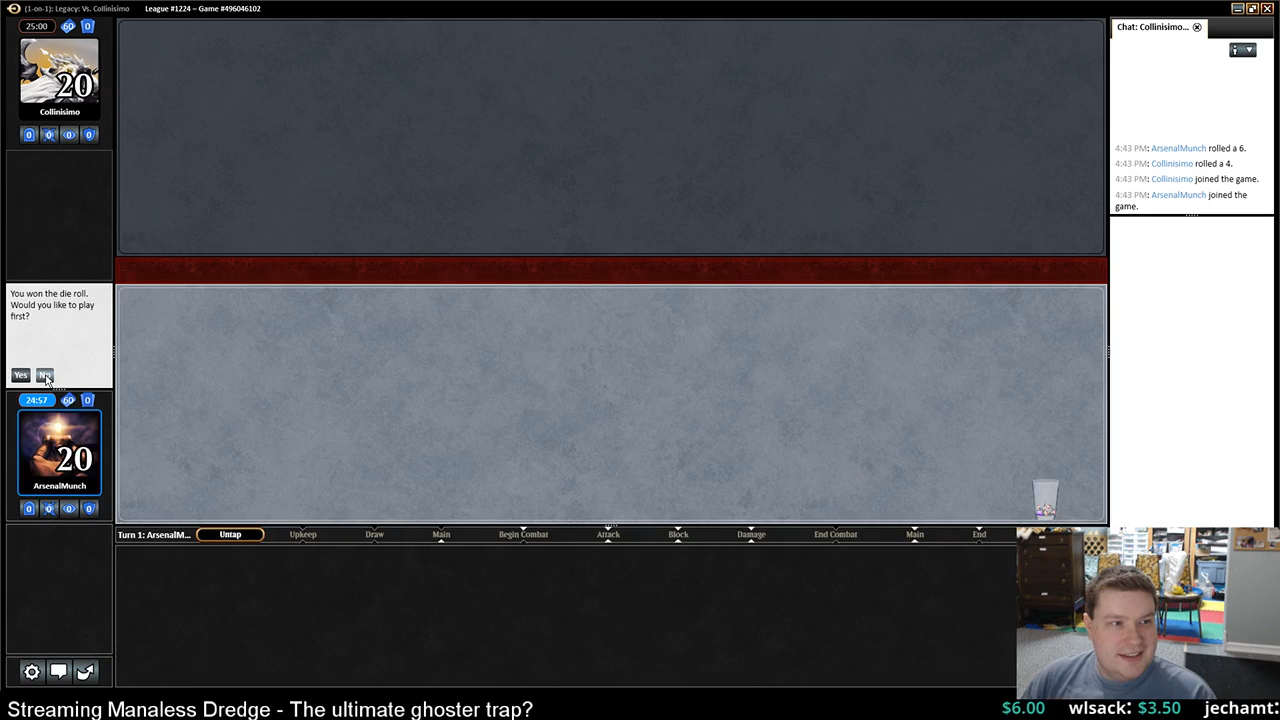 (1-on-1): Legacy: Vs. Collinisimo
League #1224 – Game #496046102
25:00
60
0
20
Collinisimo
0 0 0 0
Chat: Collinisimo...
4:43 PM: ArsenalMunch rolled a 6.
4:43 PM: Collinisimo rolled a 4.
4:43 PM: Collinisimo joined the game.
4:43 PM: ArsenalMunch joined the
game.
You won the die roll.
Would you like to play
first?
Yes
No
24:57
60
0
20
ArsenalMunch
0 0 0 0
Turn 1: ArsenalM...
Untap
Upkeep
Draw
Main
Begin Combat
Attack
Block
Damage
End Combat
Main
End
Streaming Manaless Dredge - The ultimate ghoster trap?
$6.00 wlsack: $3.50 jechamt: